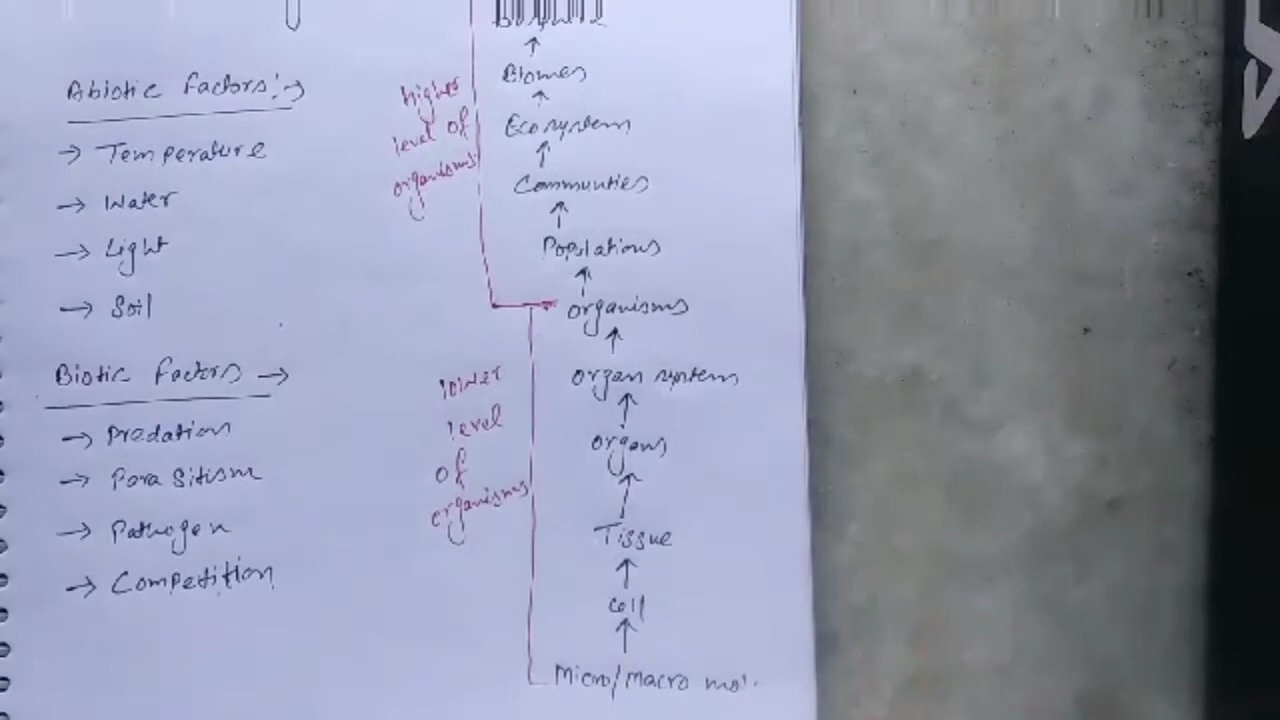 Abiotic Factors :→
→ Temperature
→ Water
→ Light
→ Soil
Biotic Factors →
→ Predation
→ Parasitism
→ Pathogen
→ Competition
higher
level of
organisms
lower
level
of
organisms
↑
Biomes
↑
Ecosystem
↑
Communties
↑
Populations
↑
organisms
↑
organ system
↑
organs
↑
Tissue
↑
cell
↑
Micro/Macro mol.